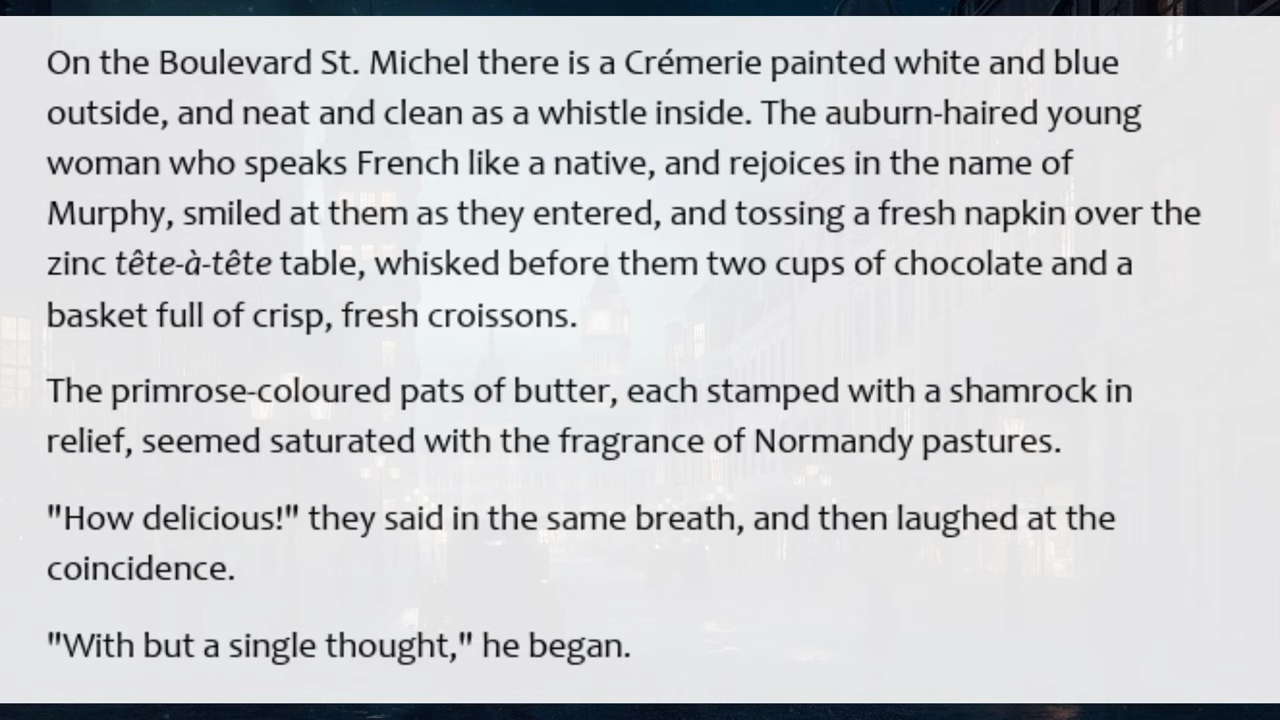 On the Boulevard St. Michel there is a Crémerie painted white and blue
outside, and neat and clean as a whistle inside. The auburn-haired young
woman who speaks French like a native, and rejoices in the name of
Murphy, smiled at them as they entered, and tossing a fresh napkin over the
zinc tête-à-tête table, whisked before them two cups of chocolate and a
basket full of crisp, fresh croissons.
The primrose-coloured pats of butter, each stamped with a shamrock in
relief, seemed saturated with the fragrance of Normandy pastures.
"How delicious!" they said in the same breath, and then laughed at the
coincidence.
"With but a single thought," he began.